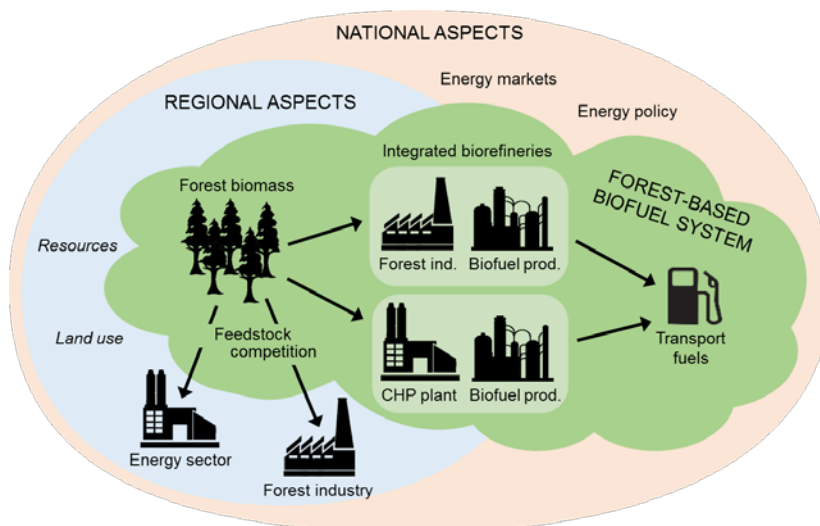 NATIONAL ASPECTS
Energy markets
REGIONAL ASPECTS
Energy policy
Integrated biorefineries
Forest biomass
FOREST-BASED
BIOFUEL SYSTEM
Resources
Forest ind.
Biofuel prod.
Land use
Feedstock
competition
Transport
fuels
CHP plant
Biofuel prod.
Energy sector
Forest industry